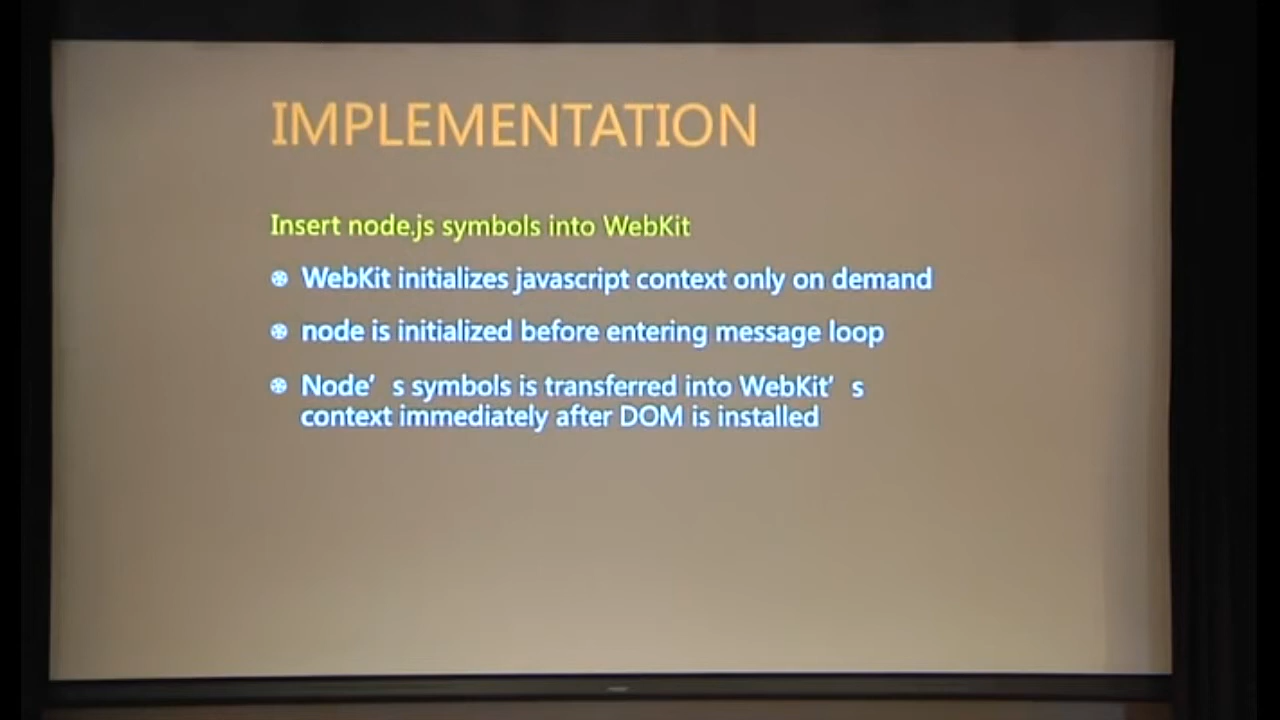 IMPLEMENTATION
Insert node.js symbols into WebKit
WebKit initializes javascript context only on demand
node is initialized before entering message loop
Node’ s symbols is transferred into WebKit’ s
context immediately after DOM is installed